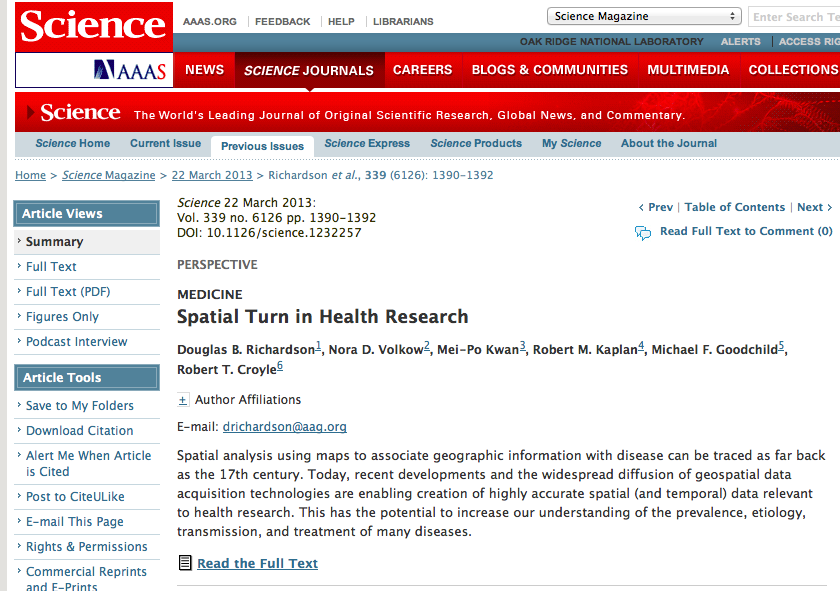 Science
AAAS.ORG FEEDBACK HELP LIBRARIANS
Science Magazine
Enter Search Te
OAK RIDGE NATIONAL LABORATORY ALERTS ACCESS RIG
AAAS
NEWS SCIENCE JOURNALS CAREERS BLOGS & COMMUNITIES MULTIMEDIA COLLECTIONS
Science The World's Leading Journal of Original Scientific Research, Global News, and Commentary.
Science Home Current Issue Previous Issues Science Express Science Products My Science About the Journal
Home > Science Magazine > 22 March 2013 > Richardson et al., 339 (6126): 1390-1392
Article Views
Summary
Full Text
Full Text (PDF)
Figures Only
Podcast Interview
Article Tools
Save to My Folders
Download Citation
Alert Me When Article
is Cited
Post to CiteULike
E-mail This Page
Rights & Permissions
Commercial Reprints
and E-Prints
Science 22 March 2013:
Vol. 339 no. 6126 pp. 1390-1392
DOI: 10.1126/science.1232257
< Prev | Table of Contents | Next >
Read Full Text to Comment (0)
PERSPECTIVE
MEDICINE
Spatial Turn in Health Research
Douglas B. Richardson1, Nora D. Volkow2, Mei-Po Kwan3, Robert M. Kaplan4, Michael F. Goodchild5,
Robert T. Croyle6
+ Author Affiliations
E-mail: drichardson@aag.org
Spatial analysis using maps to associate geographic information with disease can be traced as far back
as the 17th century. Today, recent developments and the widespread diffusion of geospatial data
acquisition technologies are enabling creation of highly accurate spatial (and temporal) data relevant
to health research. This has the potential to increase our understanding of the prevalence, etiology,
transmission, and treatment of many diseases.
Read the Full Text